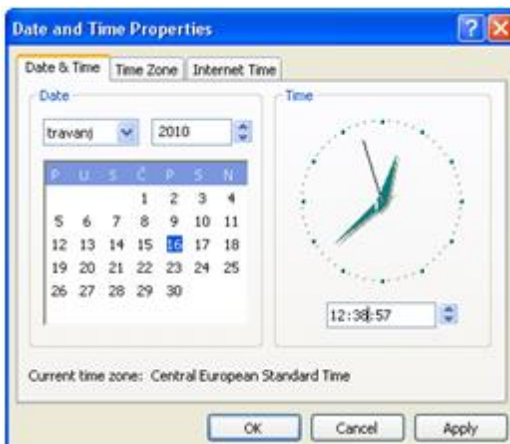 Date and Time Properties
Date & Time Time Zone Internet Time
Date
Time
travanj 2010
P U S Č P S N
1 2 3 4
5 6 7 8 9 10 11
12 13 14 15 16 17 18
19 20 21 22 23 24 25
26 27 28 29 30
12:38:57
Current time zone: Central European Standard Time
OK Cancel Apply